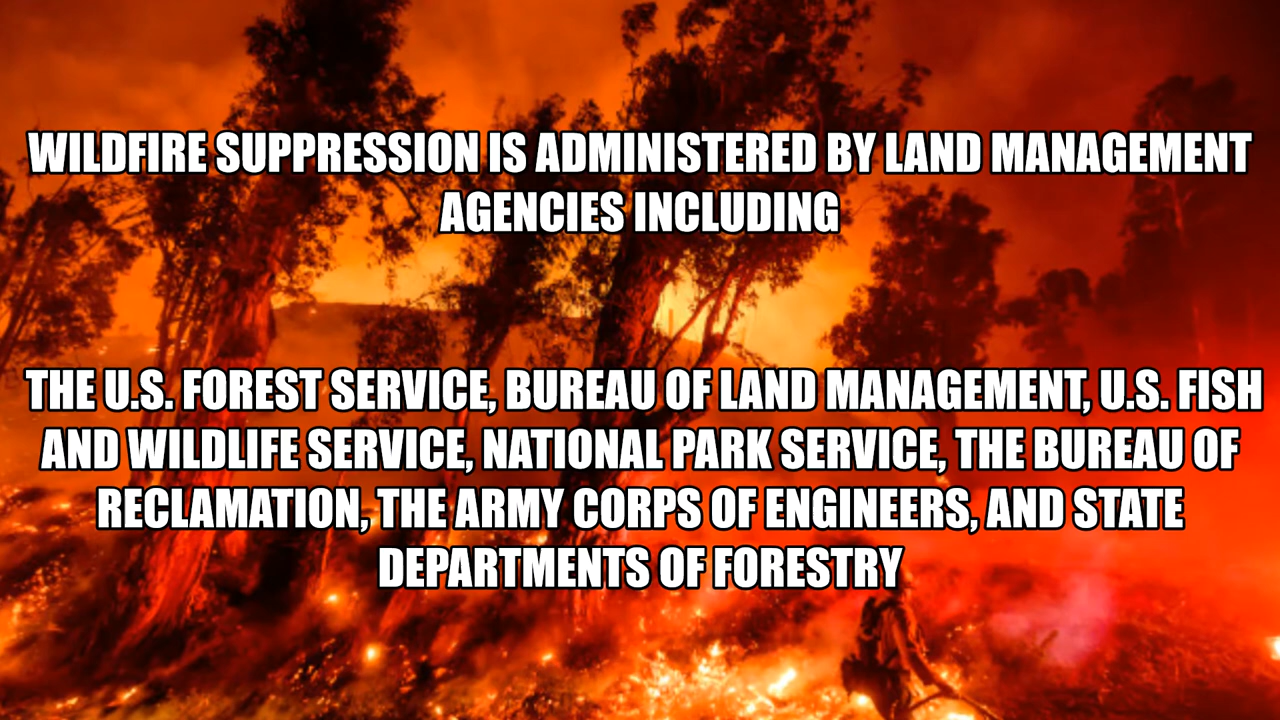 WILDFIRE SUPPRESSION IS ADMINISTERED BY LAND MANAGEMENT
AGENCIES INCLUDING
THE U.S. FOREST SERVICE, BUREAU OF LAND MANAGEMENT, U.S. FISH
AND WILDLIFE SERVICE, NATIONAL PARK SERVICE, THE BUREAU OF
RECLAMATION, THE ARMY CORPS OF ENGINEERS, AND STATE
DEPARTMENTS OF FORESTRY